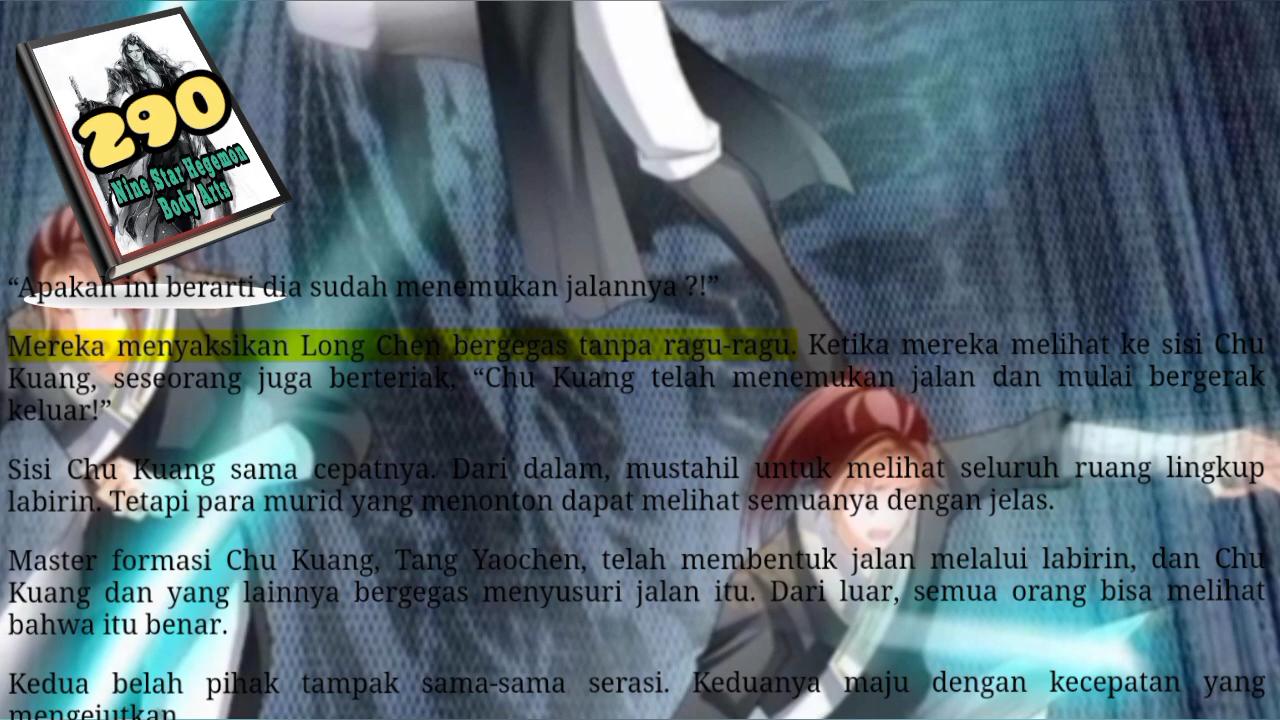 290
Nine Star Hegemon
Body Arts
“Apakah ini berarti dia sudah menemukan jalannya ?!”
Mereka menyaksikan Long Chen bergegas tanpa ragu-ragu. Ketika mereka melihat ke sisi Chu
Kuang, seseorang juga berteriak, “Chu Kuang telah menemukan jalan dan mulai bergerak
keluar!”
Sisi Chu Kuang sama cepatnya. Dari dalam, mustahil untuk melihat seluruh ruang lingkup
labirin. Tetapi para murid yang menonton dapat melihat semuanya dengan jelas.
Master formasi Chu Kuang, Tang Yaochen, telah membentuk jalan melalui labirin, dan Chu
Kuang dan yang lainnya bergegas menyusuri jalan itu. Dari luar, semua orang bisa melihat
bahwa itu benar.
Kedua belah pihak tampak sama-sama serasi. Keduanya maju dengan kecepatan yang
mengejutkan.